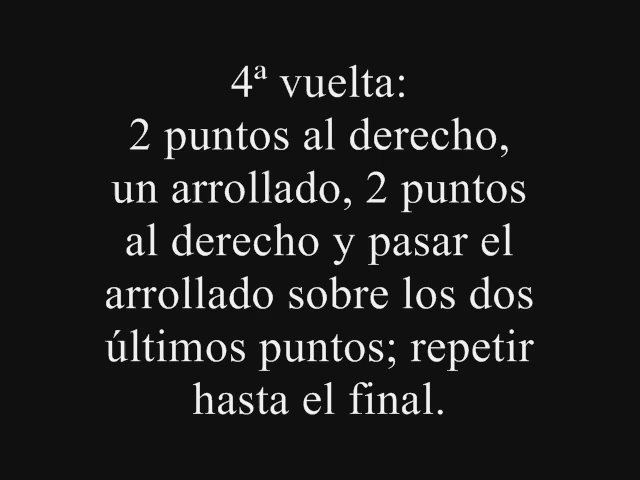 4ª vuelta:
2 puntos al derecho,
un arrollado, 2 puntos
al derecho y pasar el
arrollado sobre los dos
últimos puntos; repetir
hasta el final.